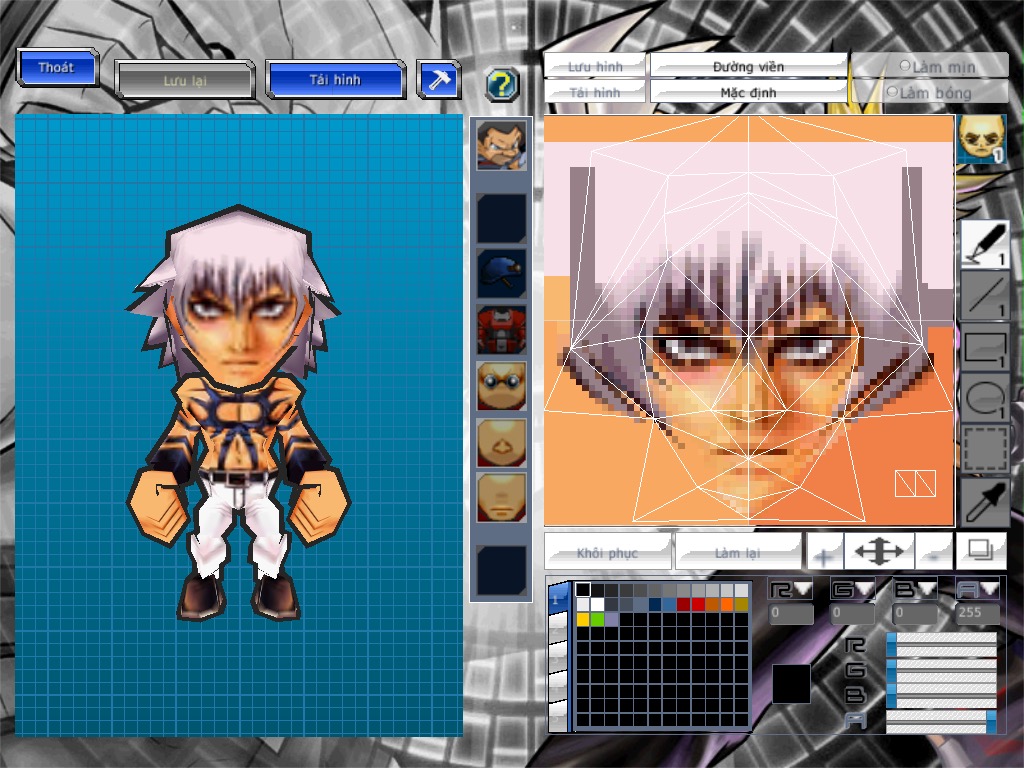 Thoát
Lưu lại
Tải hình
?
Lưu hình
Đường viền
Làm mịn
Tải hình
Mặc định
Làm bóng
1
1
1
1
1
Khôi phục
Làm lại
+
-
1
R
G
B
A
0
0
0
255
R
G
B
A